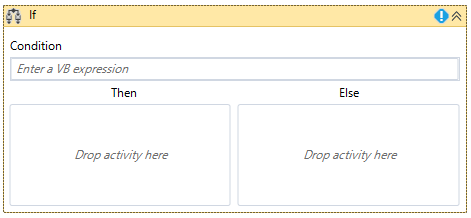 If
Condition
Enter a VB expression
Then Else
Drop activity here Drop activity here